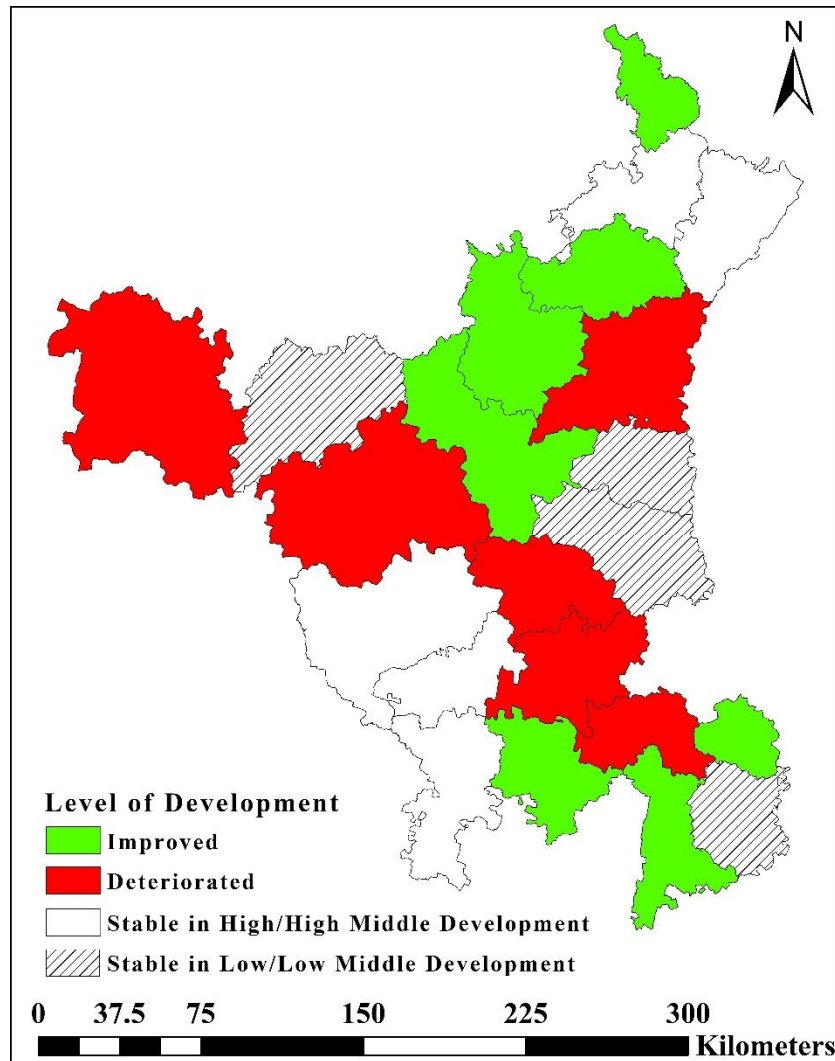 N
Level of Development
Improved
Deteriorated
Stable in High/High Middle Development
Stable in Low/Low Middle Development
0 37.5 75 150 225 300
Kilometers